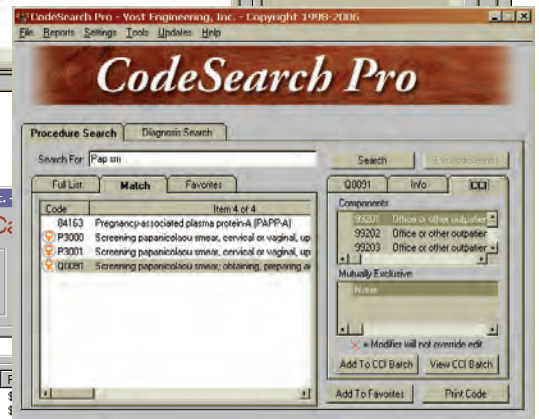 CodeSearch Pro - Yost Engineering, Inc. - Copyright 1998-2006
File Reports Settings Tools Updates Help
CodeSearch Pro
Procedure Search Diagnosis Search
Search For Pap sm Search
Full List Match Favorites
Q0091 Info CCI
Code Item 4 of 4
84163 Pregnancy-associated plasma protein-A (PAPP-A)
P3000 Screening papanicolaou smear, cervical or vaginal, up
P3001 Screening papanicolaou smear, cervical or vaginal, up
Q0091 Screening papanicolaou smear; obtaining, preparing a
Components
99201 Office or other outpatier
99202 Office or other outpatier
99203 Office or other outpatier
Mutually Exclusive
None
= Modifier will not override edit
Add To CCI Batch View CCI Batch
Add To Favorites Print Code